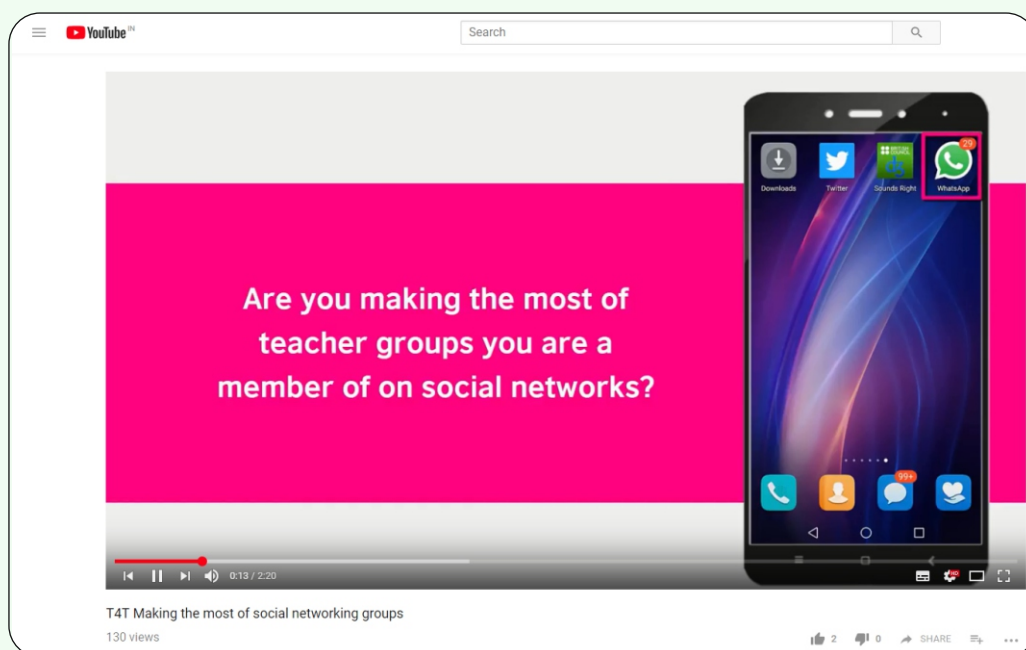 YouTube IN
Search
29
BRITISH
COUNCIL
Downloads
Twitter
Sounds Right
WhatsApp
Are you making the most of
teacher groups you are a
member of on social networks?
99+
0:13 / 2:20
HD
T4T Making the most of social networking groups
130 views
2
0
SHARE